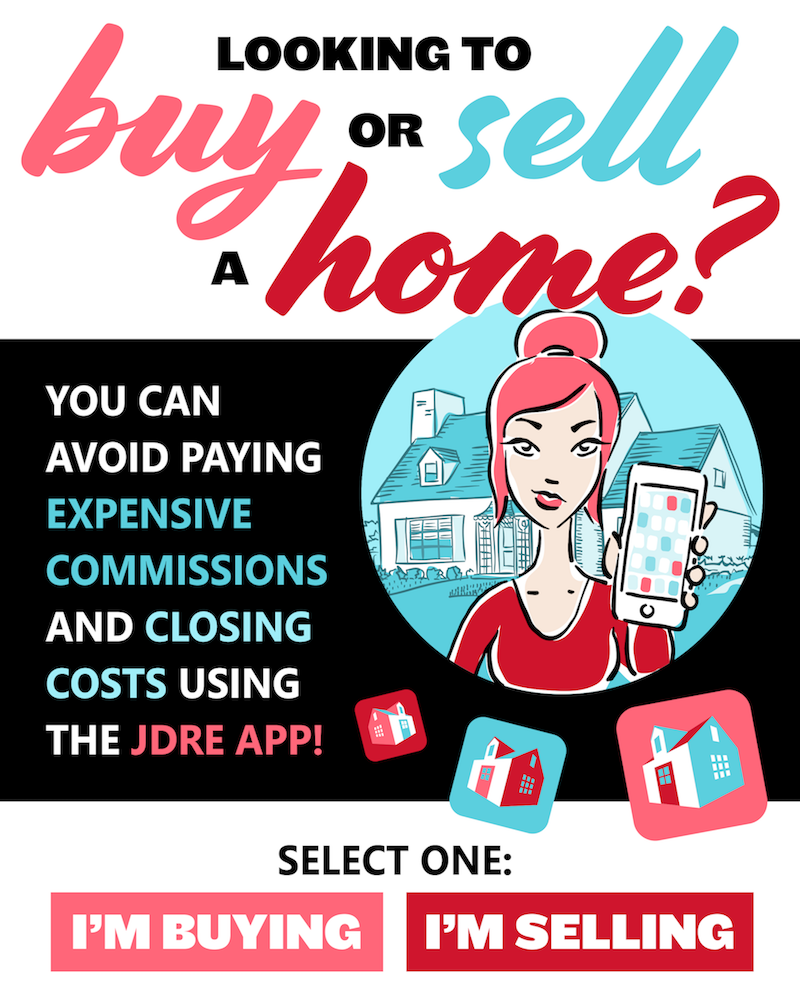 LOOKING TO
buy OR sell
A home?
YOU CAN
AVOID PAYING
EXPENSIVE
COMMISSIONS
AND CLOSING
COSTS USING
THE JDRE APP!
SELECT ONE:
I'M BUYING
I'M SELLING